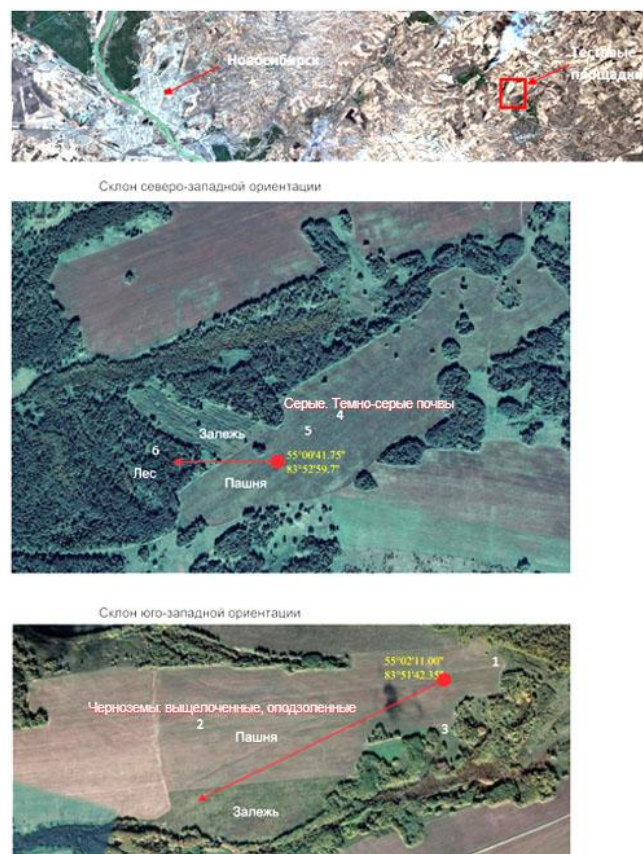 Новосибирск
Тестовые
площадки
Склон северо-западной ориентации
Серые. Темно-серые почвы
4
5
Залежь
6
55°00'41.75"
83°52'59.7"
Лес
Пашня
Склон юго-западной ориентации
55°02'11.00"
83°51'42.35"
1
Черноземы: выщелоченные, оподзоленные
2
3
Пашня
Залежь